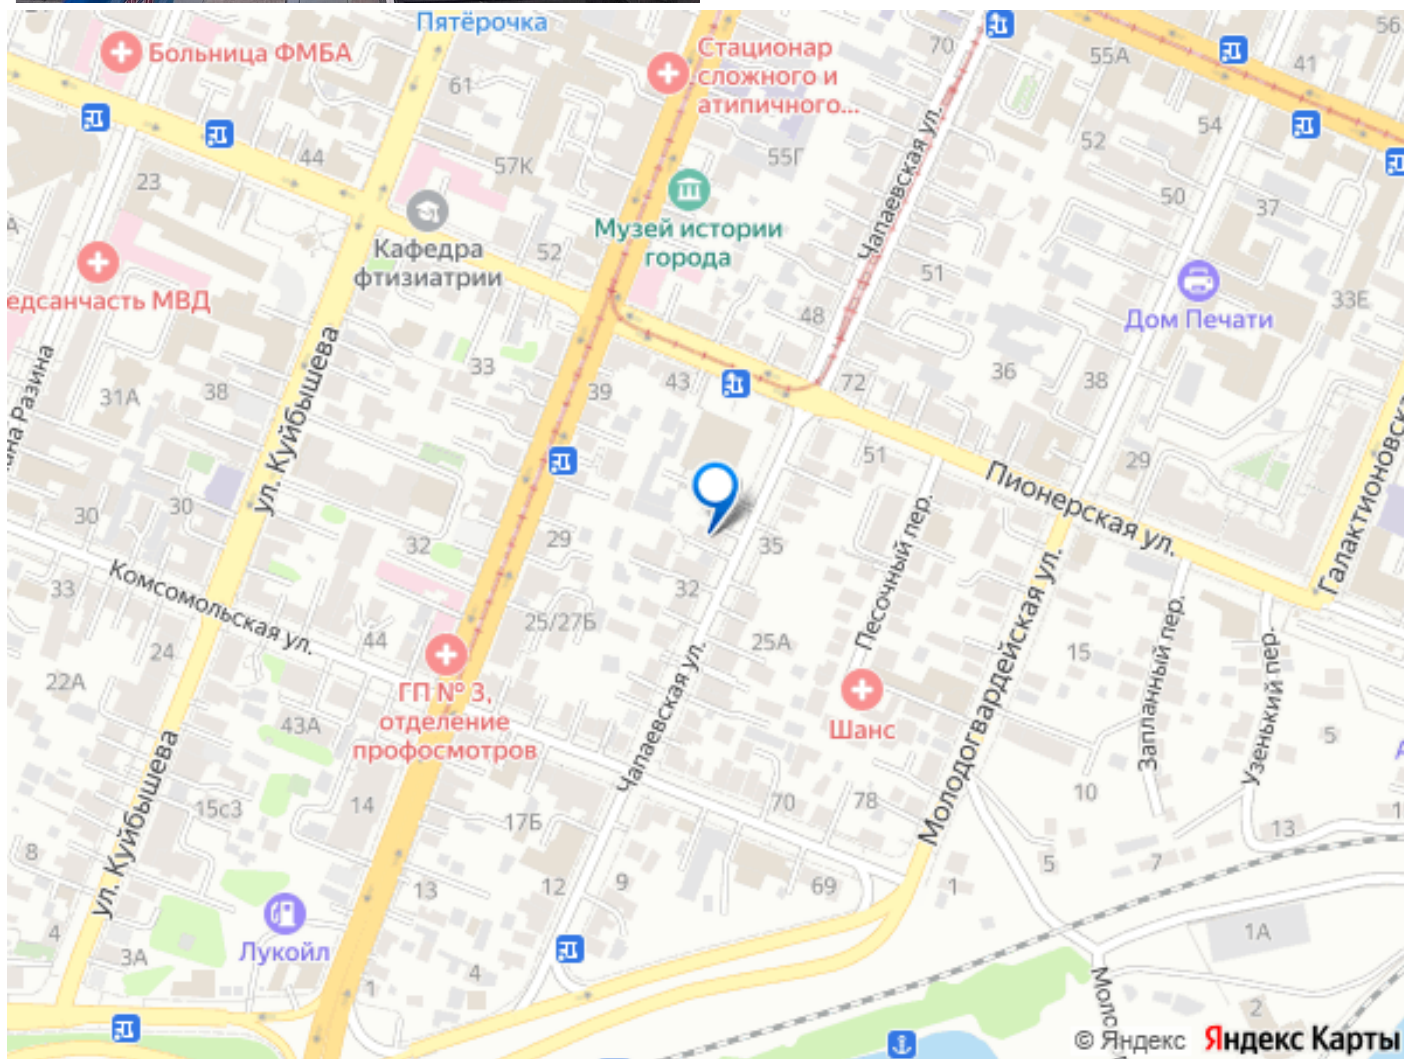 Пятёрочка
Больница ФМБА
Стационар
сложного и
атипичного...
70
55А
56
41
61
44
57К
55Г
52
54
23
50
37
Чапаевская ул.
Музей истории
города
Кафедра
фтизиатрии
52
51
едсанчасть МВД
Дом Печати
33Е
48
ул. Куйбышева
33
39
43
72
36
38
31А
38
29
51
Пионерская ул.
Галактионовска
30
30
32
29
35
Песочный пер.
Молодогвардейская ул.
33
Комсомольская ул.
32
44
25/27Б
25А
15
Запланный пер.
Узенький пер.
24
22А
ГП № 3,
отделение
профосмотров
Шанс
43А
Чапаевская ул.
5
ул. Куйбышева
15с3
14
17Б
70
78
10
13
8
13
12
9
69
1
5
7
4
3А
Лукойл
4
1
1А
2
© Яндекс Яндекс Карты